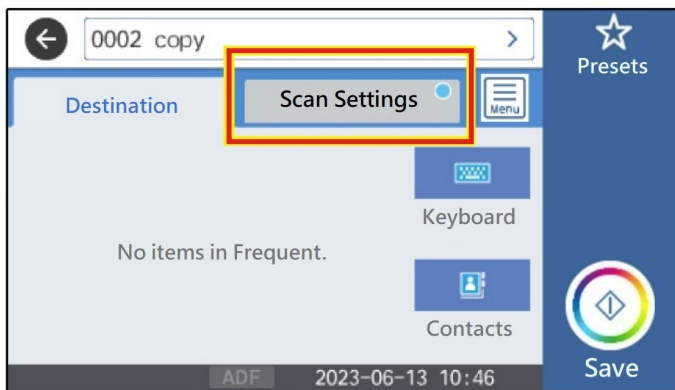 0002 copy
Presets
Destination
Scan Settings
Menu
Keyboard
No items in Frequent.
Contacts
ADF 2023-06-13 10:46
Save